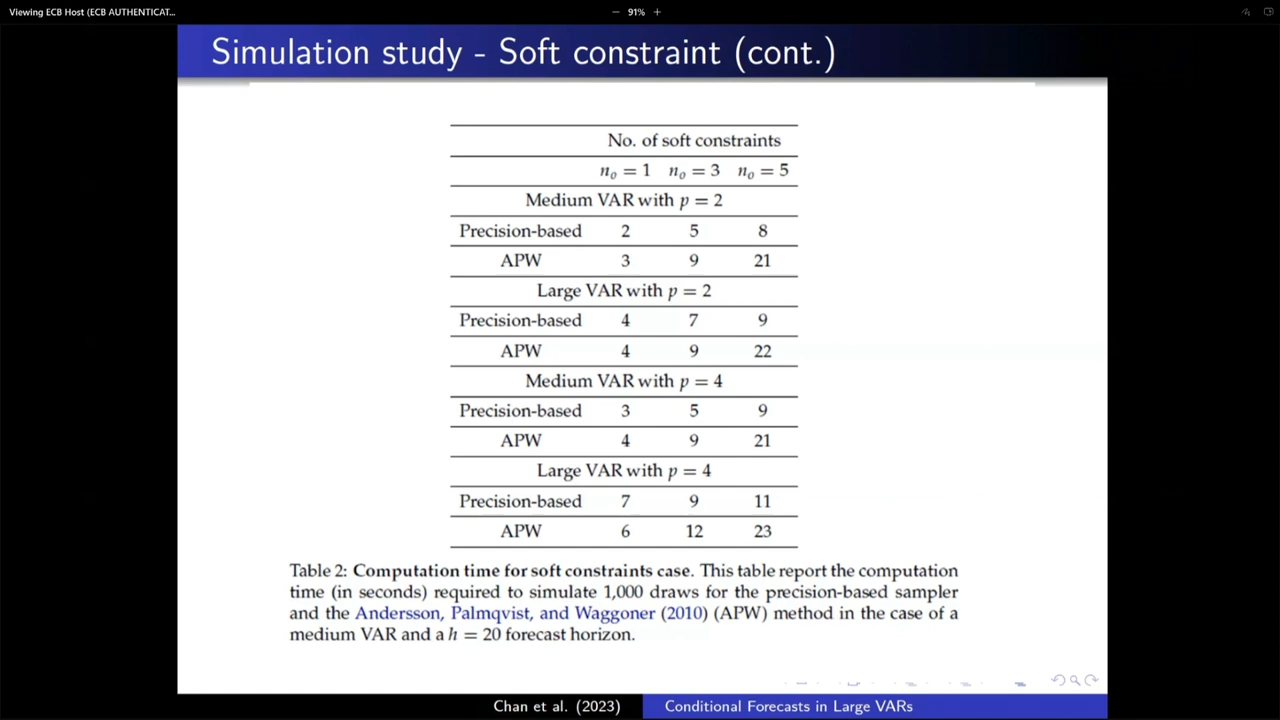 Viewing ECB Host (ECB AUTHENTICAT...
− 91% +
Simulation study - Soft constraint (cont.)
No. of soft constraints
nₒ = 1 nₒ = 3 nₒ = 5
Medium VAR with p = 2
Precision-based 2 5 8
APW 3 9 21
Large VAR with p = 2
Precision-based 4 7 9
APW 4 9 22
Medium VAR with p = 4
Precision-based 3 5 9
APW 4 9 21
Large VAR with p = 4
Precision-based 7 9 11
APW 6 12 23
Table 2: Computation time for soft constraints case. This table report the computation
time (in seconds) required to simulate 1,000 draws for the precision-based sampler
and the Andersson, Palmqvist, and Waggoner (2010) (APW) method in the case of a
medium VAR and a h = 20 forecast horizon.
Chan et al. (2023) Conditional Forecasts in Large VARs